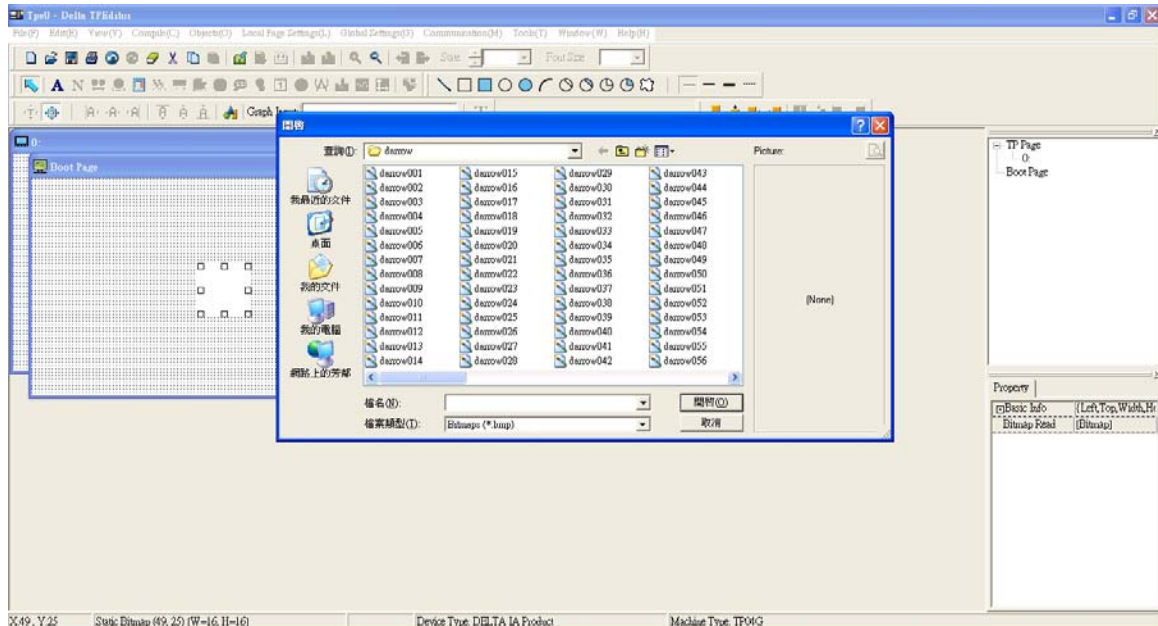 TpeU - Delta TPEditor
File(F) Edit(E) View(V) Compile(C) Objects(O) Local Page Settings(L) Global Settings(G) Communication(M) Tools(T) Window(W) Help(H)
State Font Size
Graph Input
0:
Boot Page
開啓
查詢(I): darrow Picture:
我最近的文件
桌面
我的文件
我的電腦
網路上的芳鄰
darrow001 darrow015 darrow029 darrow043
darrow002 darrow016 darrow030 darrow044
darrow003 darrow017 darrow031 darrow045
darrow004 darrow018 darrow032 darrow046
darrow005 darrow019 darrow033 darrow047
darrow006 darrow020 darrow034 darrow048
darrow007 darrow021 darrow035 darrow049
darrow008 darrow022 darrow036 darrow050
darrow009 darrow023 darrow037 darrow051
darrow010 darrow024 darrow038 darrow052
darrow011 darrow025 darrow039 darrow053
darrow012 darrow026 darrow040 darrow054
darrow013 darrow027 darrow041 darrow055
darrow014 darrow028 darrow042 darrow056
(None)
檔名(N): 開啓(O)
檔案類型(T): Bitmaps (*.bmp) 取消
TP Page
0:
Boot Page
Property
Basic Info (Left,Top,Width,He
Bitmap Read (Bitmap)
X:49, Y:25 Static Bitmap (49, 25) (W=16, H=16) Device Type: DELTA IA Product Machine Type: TP04G